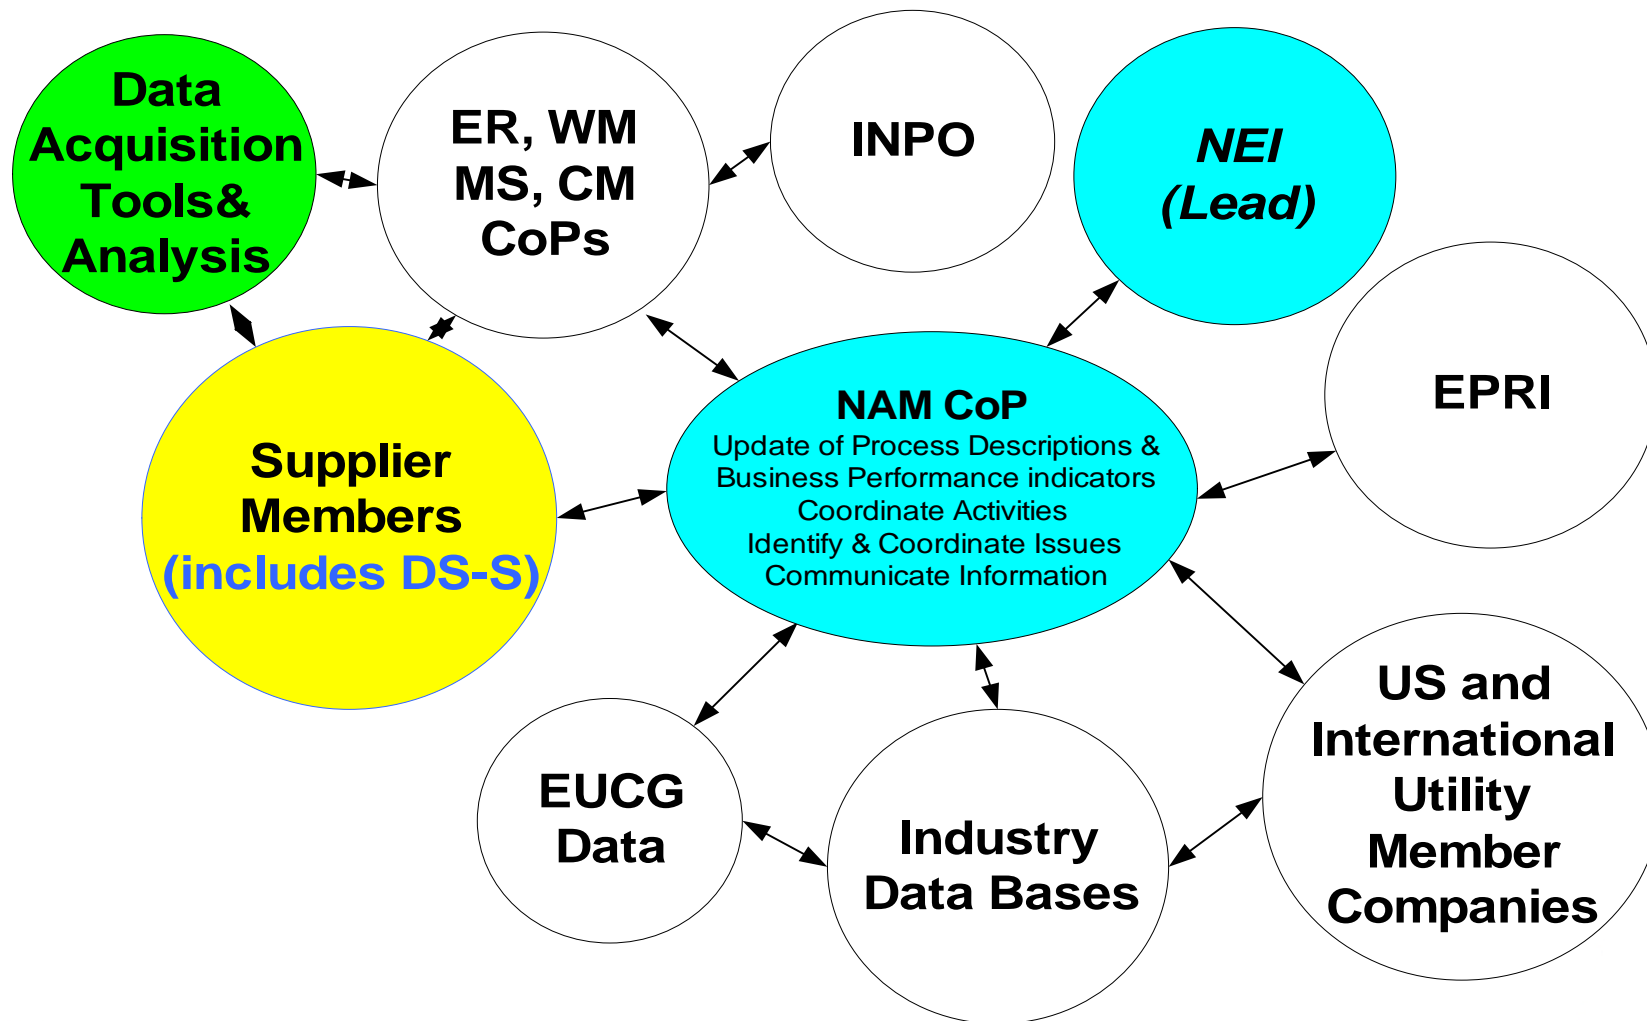 Data
Acquisition
Tools&
Analysis
ER, WM
MS, CM
CoPs
INPO
NEI
(Lead)
EPRI
NAM CoP
Update of Process Descriptions &
Business Performance indicators
Coordinate Activities
Identify & Coordinate Issues
Communicate Information
Supplier
Members
(includes DS-S)
EUCG
Data
Industry
Data Bases
US and
International
Utility
Member
Companies